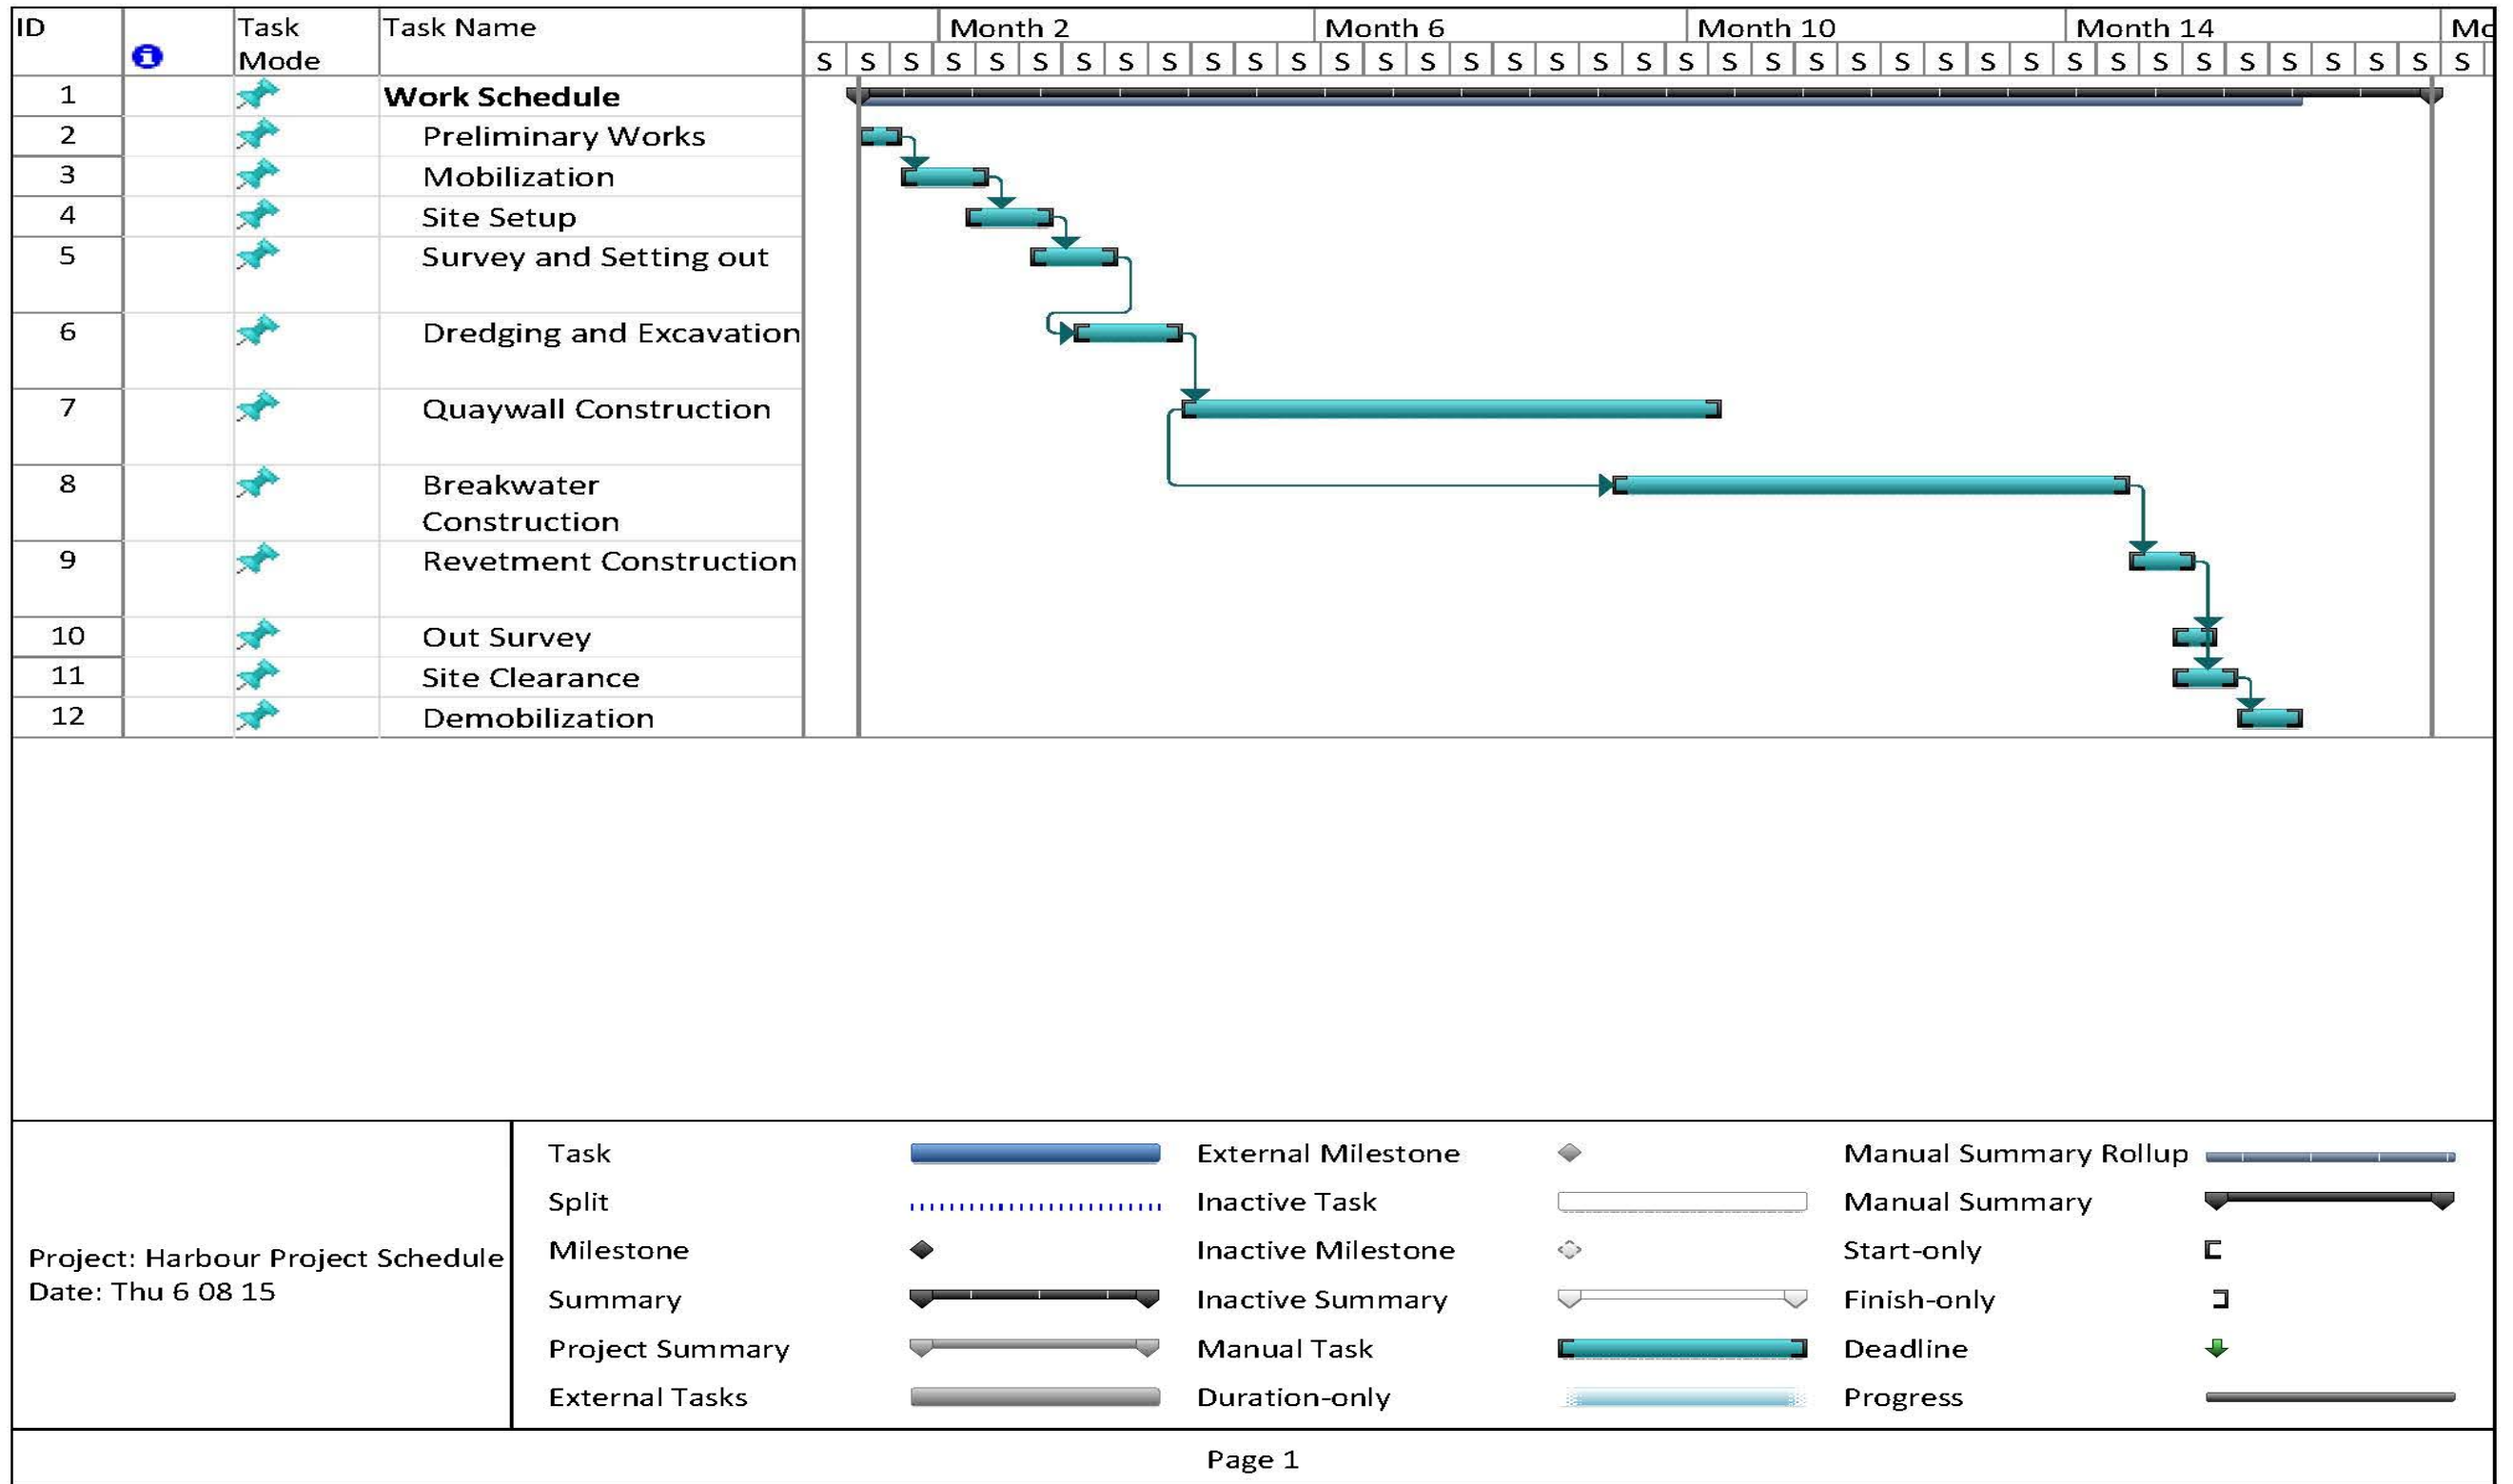 ID Task Task Name Month 2 Month 6 Month 10 Month 14 Mo
i Mode S S S S S S S S S S S S S S S S S S S S S S S S S S S S S S S S S S S S S S S
1 Work Schedule
2 Preliminary Works
3 Mobilization
4 Site Setup
5 Survey and Setting out
6 Dredging and Excavation
7 Quaywall Construction
8 Breakwater
Construction
9 Revetment Construction
10 Out Survey
11 Site Clearance
12 Demobilization
Project: Harbour Project Schedule
Date: Thu 6 08 15
Task External Milestone Manual Summary Rollup
Split Inactive Task Manual Summary
Milestone Inactive Milestone Start-only
Summary Inactive Summary Finish-only
Project Summary Manual Task Deadline
External Tasks Duration-only Progress
Page 1